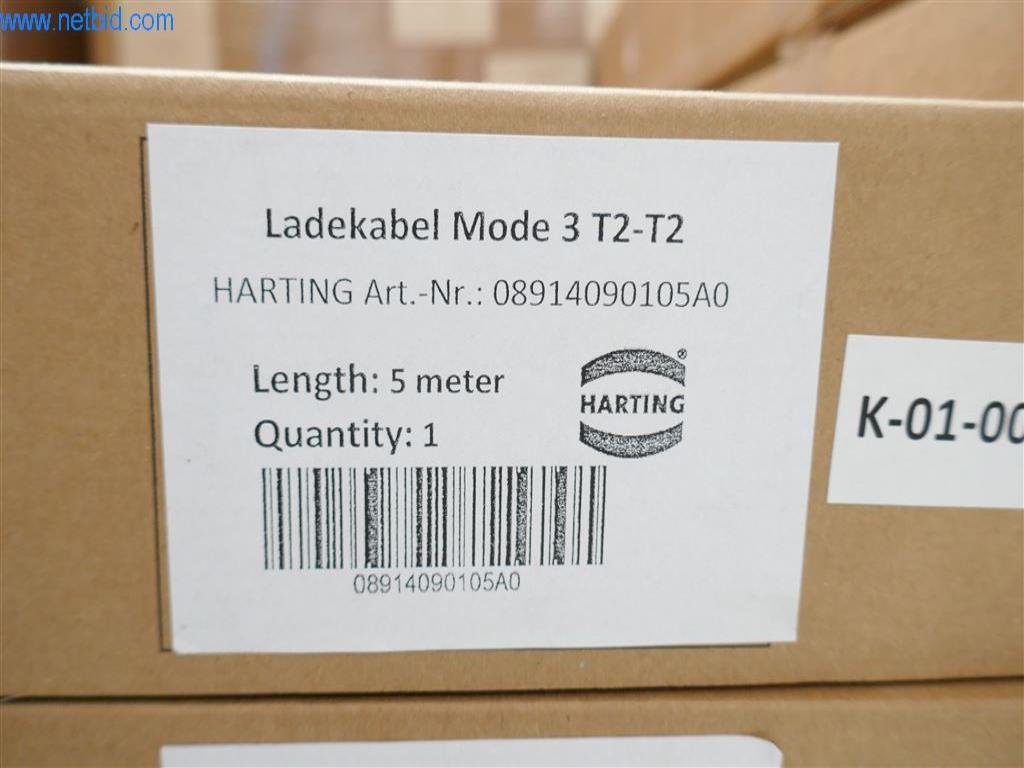 www.netbid.com
Ladekabel Mode 3 T2-T2
HARTING Art.-Nr.: 08914090105A0
Length: 5 meter
Quantity: 1
HARTING
®
08914090105A0
K-01-00